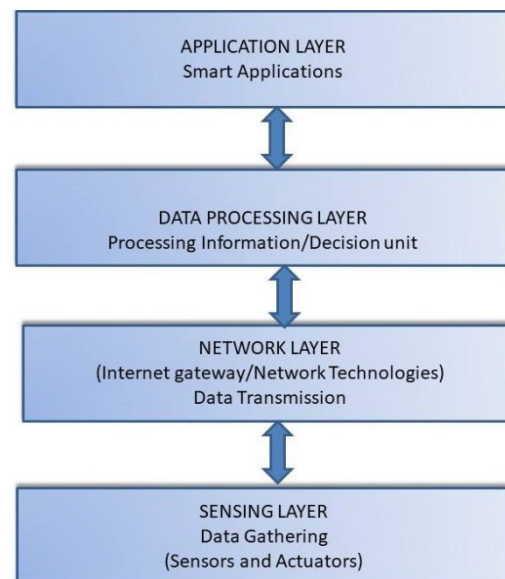 APPLICATION LAYER
Smart Applications
DATA PROCESSING LAYER
Processing Information/Decision unit
NETWORK LAYER
(Internet gateway/Network Technologies)
Data Transmission
SENSING LAYER
Data Gathering
(Sensors and Actuators)